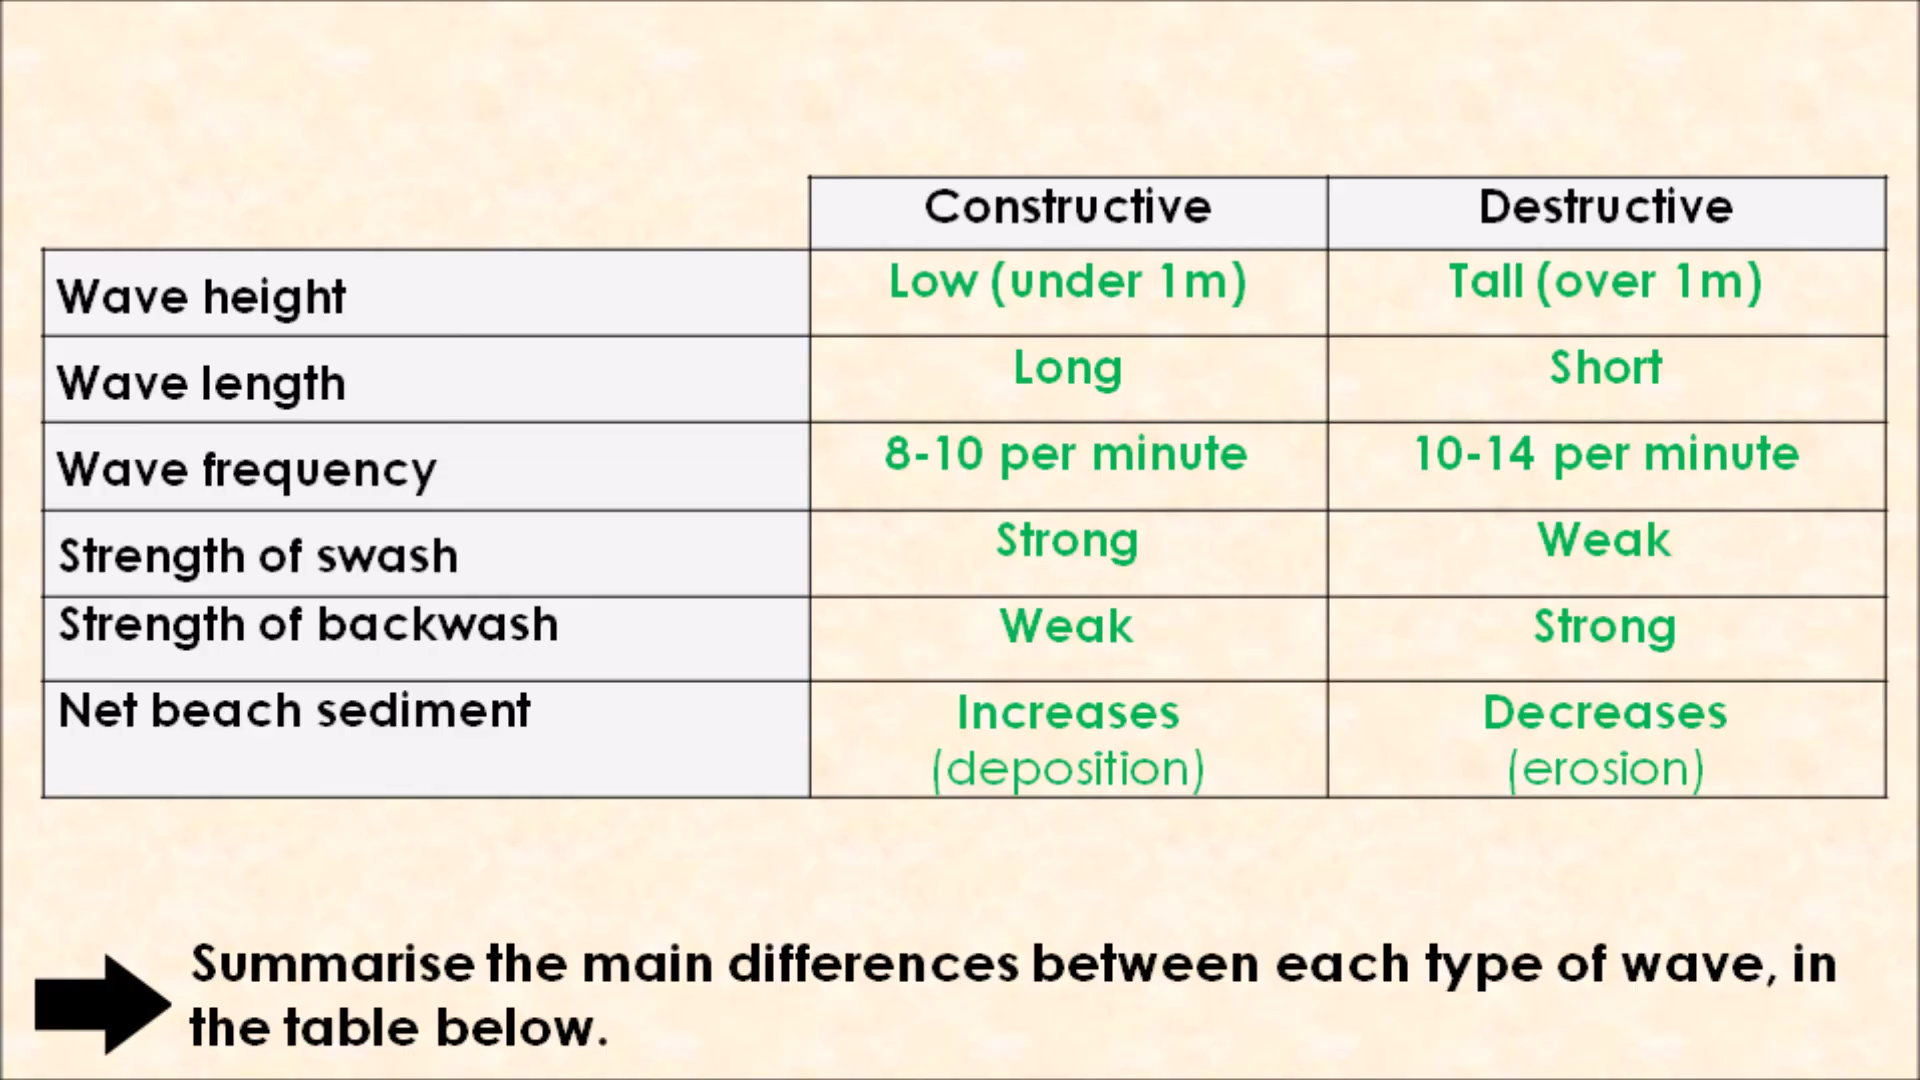 Constructive Destructive
Wave height Low (under 1m) Tall (over 1m)
Wave length Long Short
Wave frequency 8-10 per minute 10-14 per minute
Strength of swash Strong Weak
Strength of backwash Weak Strong
Net beach sediment Increases Decreases
(deposition) (erosion)
Summarise the main differences between each type of wave, in
the table below.